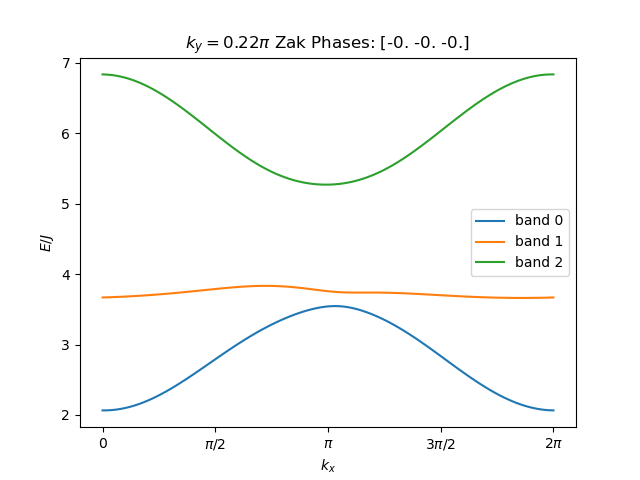 k_y = 0.22π Zak Phases: [-0. -0. -0.]
7
6
5
4
3
2
E/J
band 0
band 1
band 2
0
π/2
π
3π/2
2π
k_x